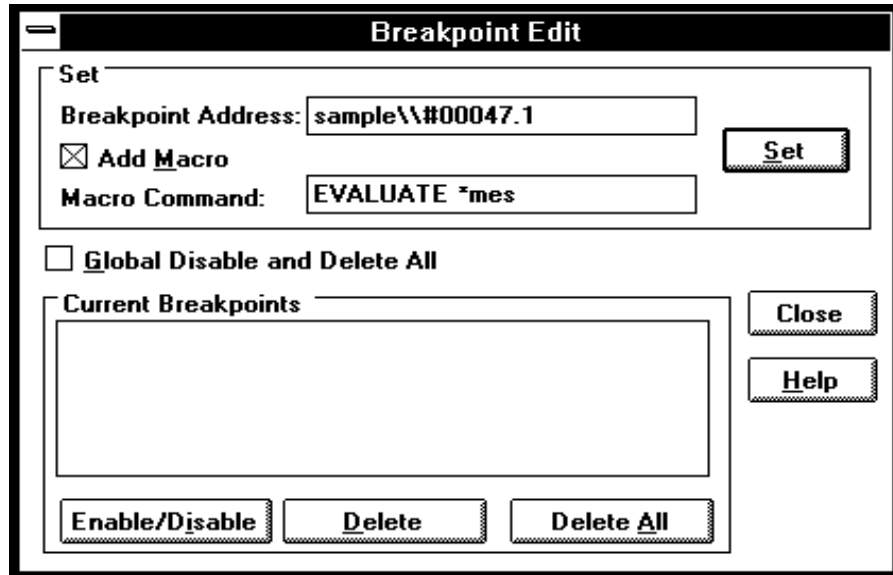 Breakpoint Edit
Set
Breakpoint Address: sample\\#00047.1
Add Macro
Set
Macro Command: EVALUATE *mes
Global Disable and Delete All
Current Breakpoints
Close
Help
Enable/Disable Delete Delete All